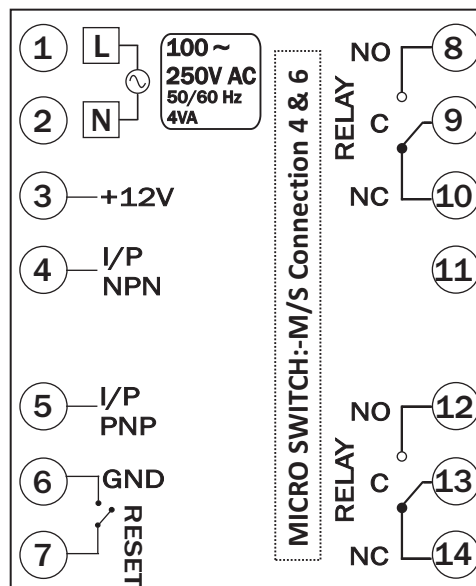 1 L
2 N
100 ~
250V AC
50/60 Hz
4VA
3 +12V
4 I/P
NPN
5 I/P
PNP
6 GND
7 RESET
MICRO SWITCH:-M/S Connection 4 & 6
NO 8
RELAY
C 9
NC 10
11
NO 12
RELAY
C 13
NC 14